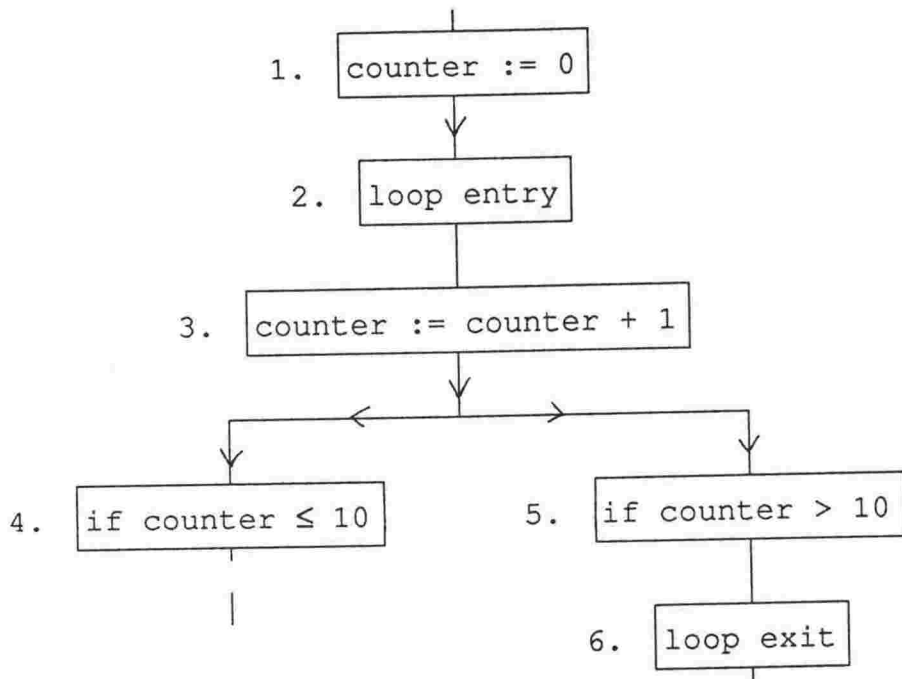 1. counter := 0
2. loop entry
3. counter := counter + 1
4. if counter ≤ 10
5. if counter > 10
6. loop exit